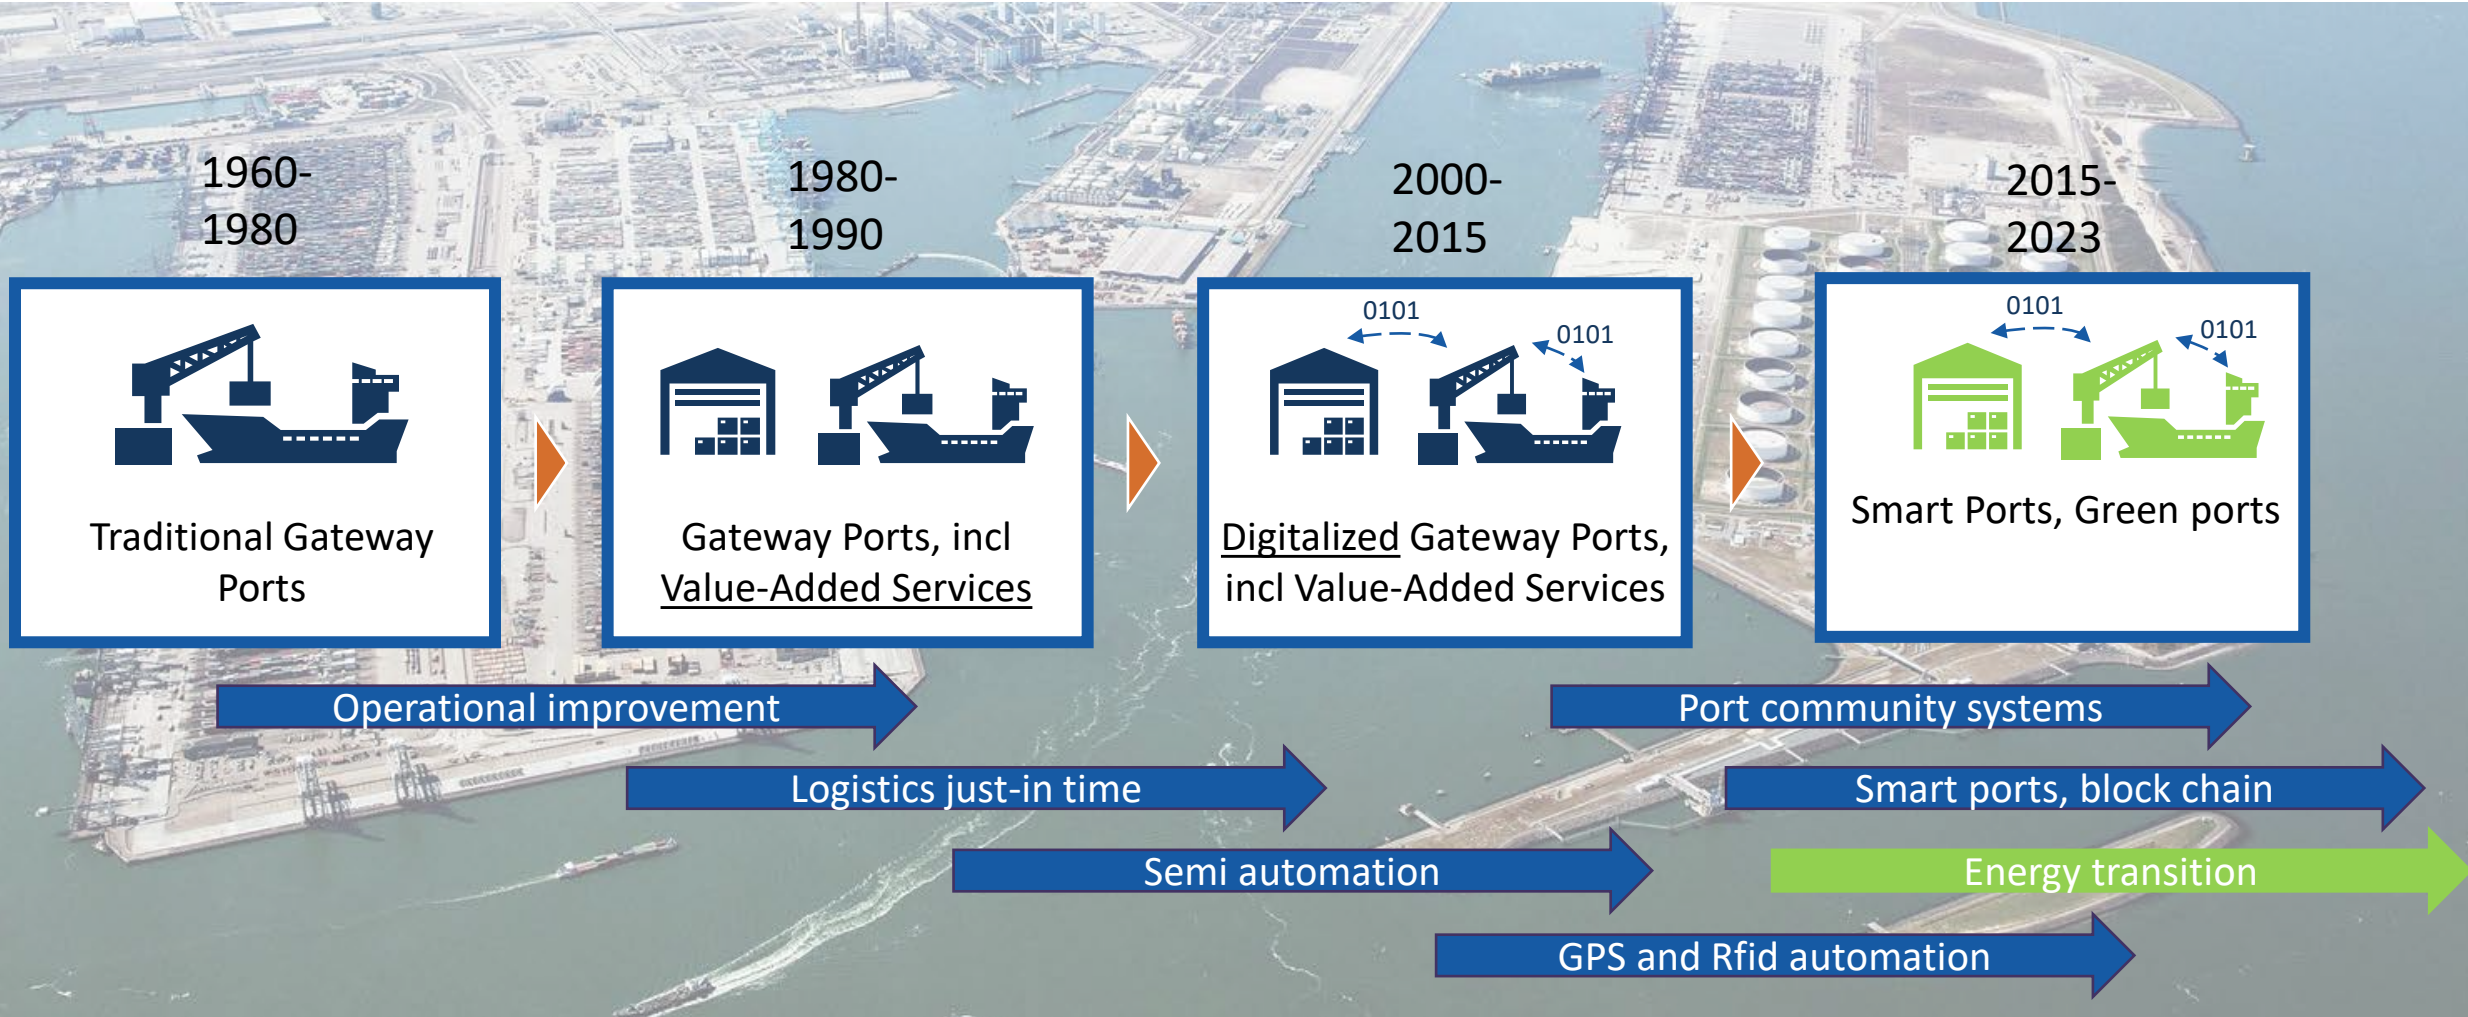 1960-
1980
1980-
1990
2000-
2015
2015-
2023
Traditional Gateway
Ports
Gateway Ports, incl
Value-Added Services
0101
0101
Digitalized Gateway Ports,
incl Value-Added Services
0101
0101
Smart Ports, Green ports
Operational improvement
Port community systems
Logistics just-in time
Smart ports, block chain
Semi automation
Energy transition
GPS and Rfid automation